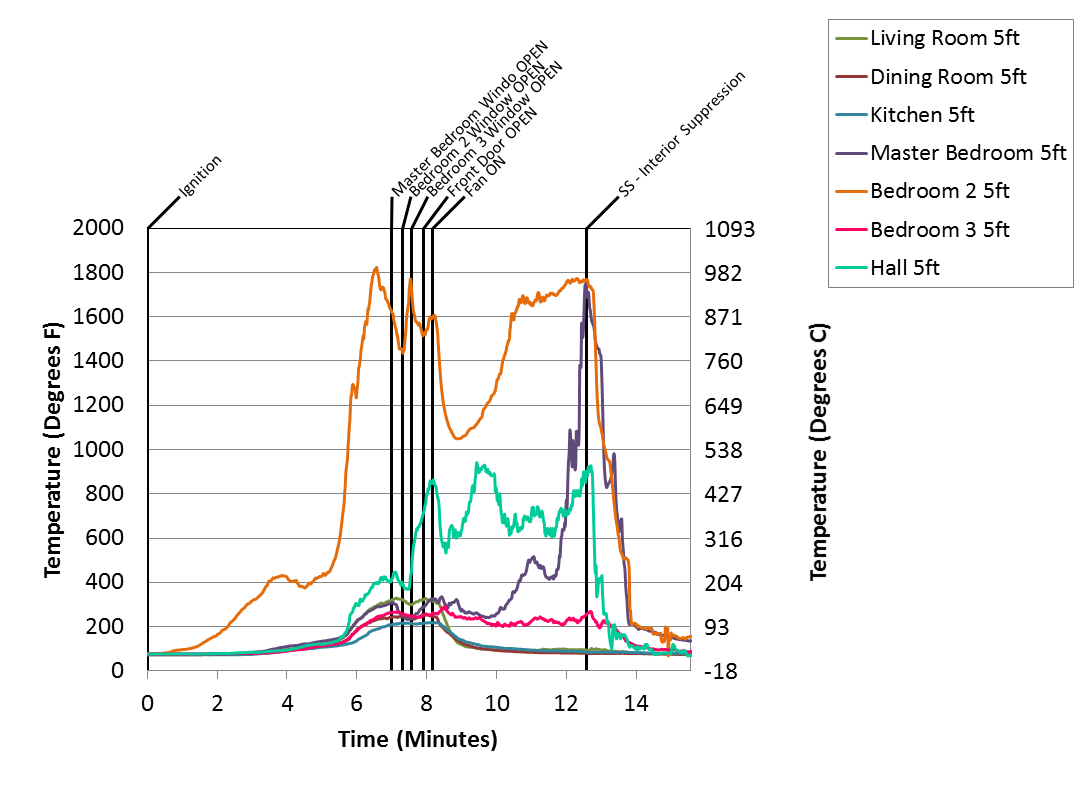 Ignition
Master Bedroom Windo OPEN
Bedroom 2 Window OPEN
Bedroom 3 Window OPEN
Front Door OPEN
Fan ON
SS - Interior Suppression
Living Room 5ft
Dining Room 5ft
Kitchen 5ft
Master Bedroom 5ft
Bedroom 2 5ft
Bedroom 3 5ft
Hall 5ft
Temperature (Degrees F)
2000
1800
1600
1400
1200
1000
800
600
400
200
0
1093
982
871
760
649
538
427
316
204
93
-18
Temperature (Degrees C)
0 2 4 6 8 10 12 14
Time (Minutes)